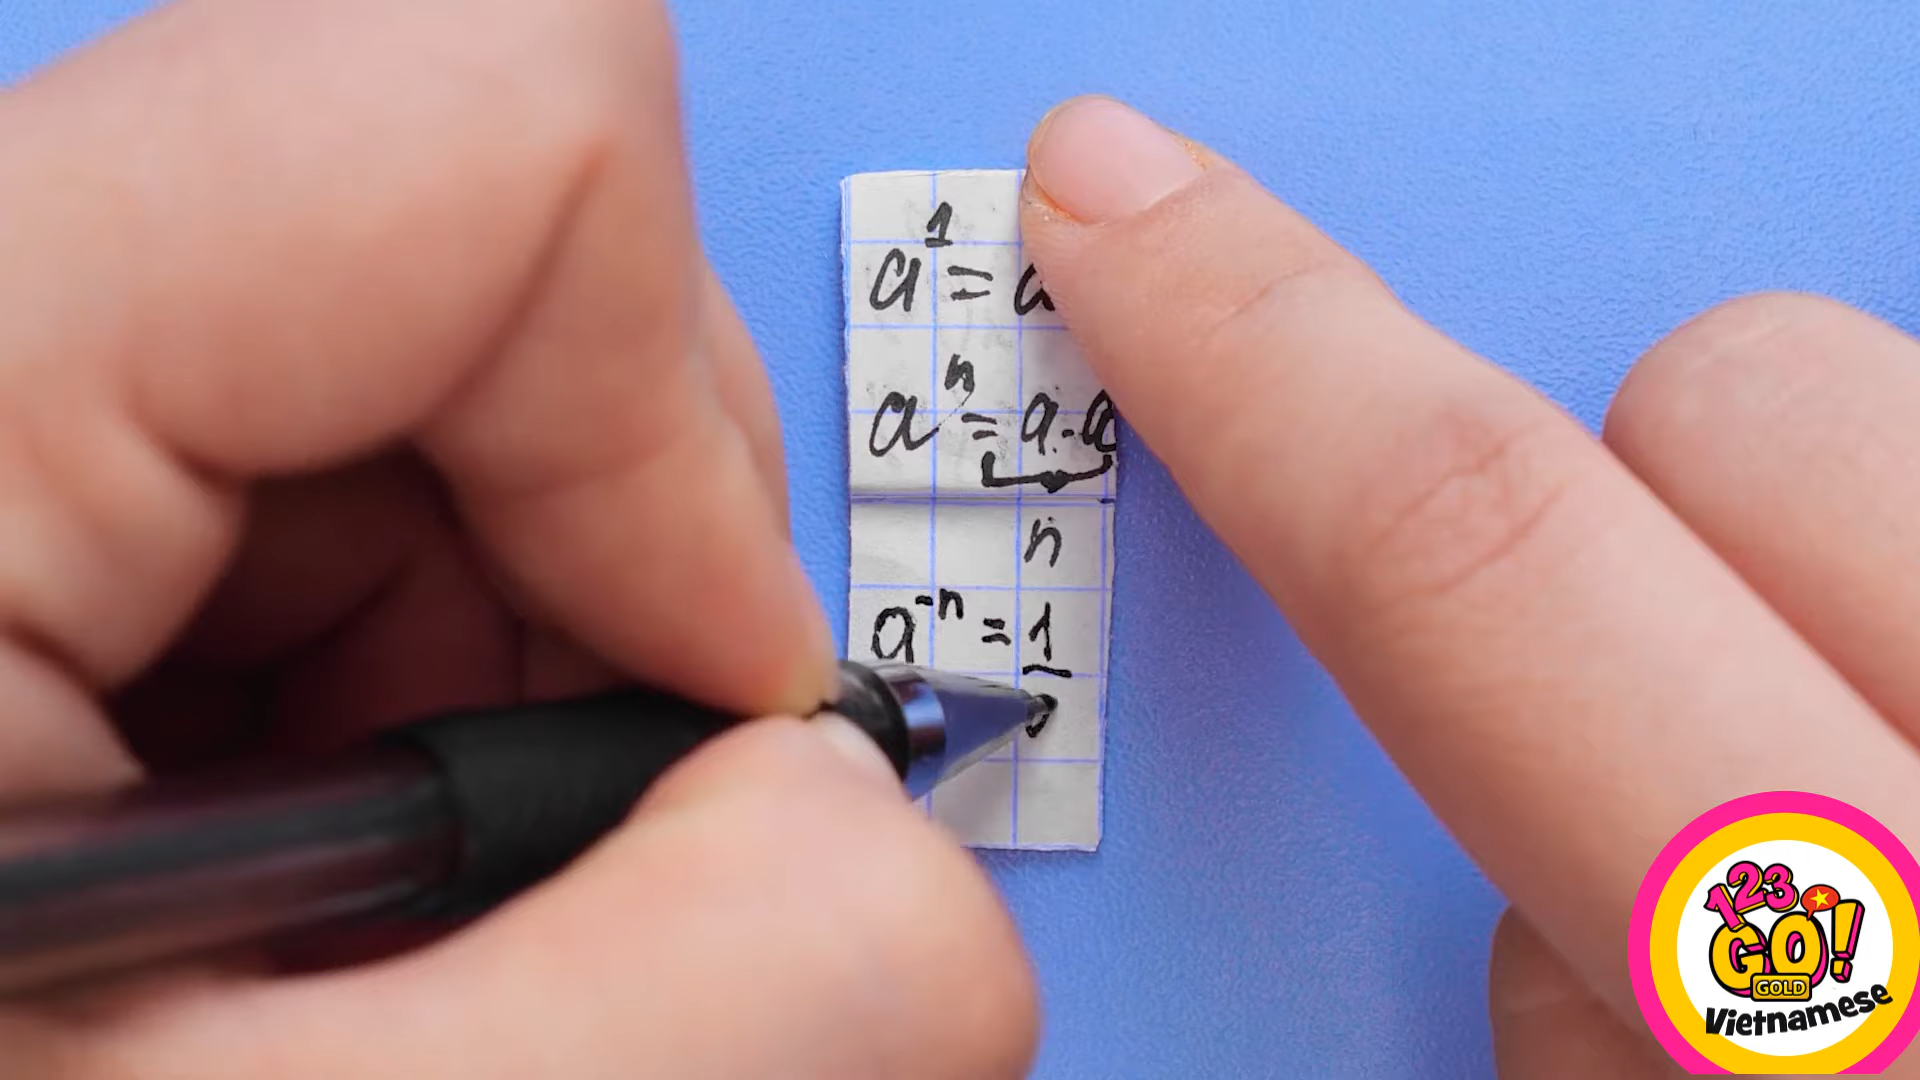 a¹ = a
aⁿ = a · a
n
a⁻ⁿ = 1
123
GO!
GOLD
Vietnamese